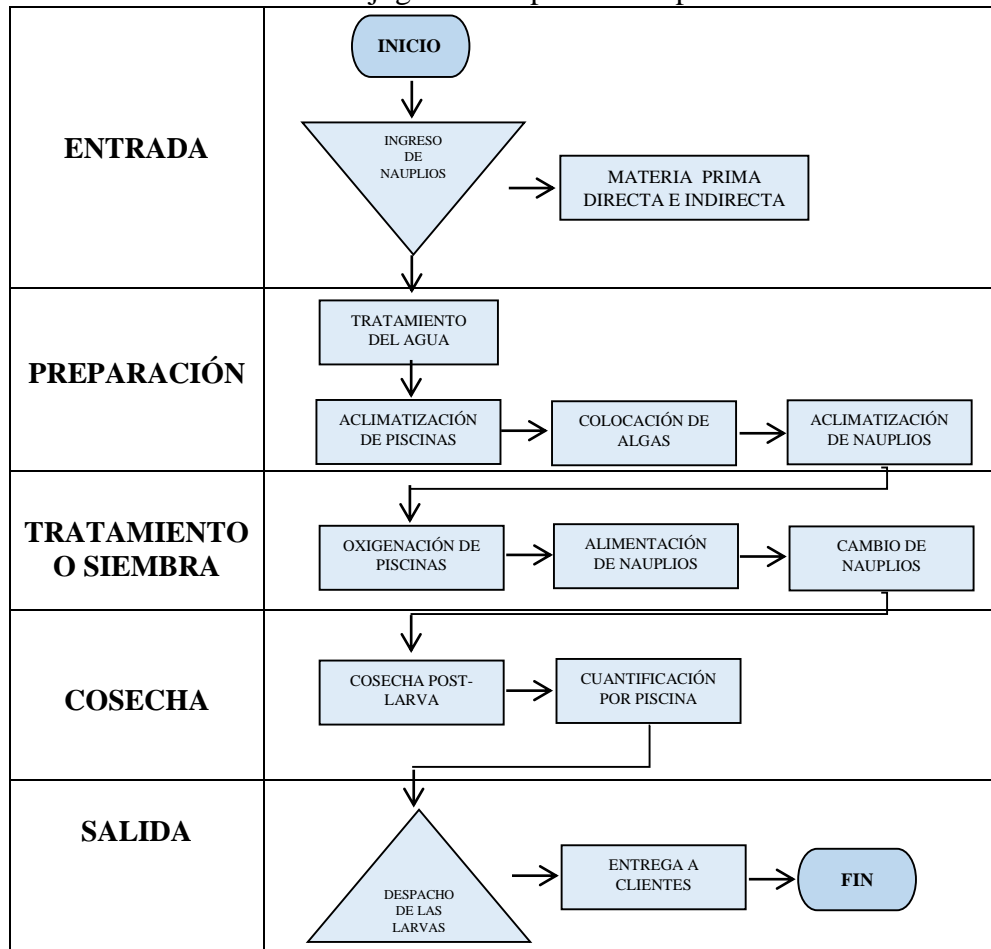 INICIO
ENTRADA
INGRESO
DE
NAUPLIOS
MATERIA PRIMA
DIRECTA E INDIRECTA
PREPARACIÓN
TRATAMIENTO
DEL AGUA
ACLIMATIZACIÓN
DE PISCINAS
COLOCACIÓN DE
ALGAS
ACLIMATIZACIÓN
DE NAUPLIOS
TRATAMIENTO
O SIEMBRA
OXIGENACIÓN DE
PISCINAS
ALIMENTACIÓN
DE NAUPLIOS
CAMBIO DE
NAUPLIOS
COSECHA
COSECHA POST-
LARVA
CUANTIFICACIÓN
POR PISCINA
SALIDA
DESPACHO
DE LAS
LARVAS
ENTREGA A
CLIENTES
FIN